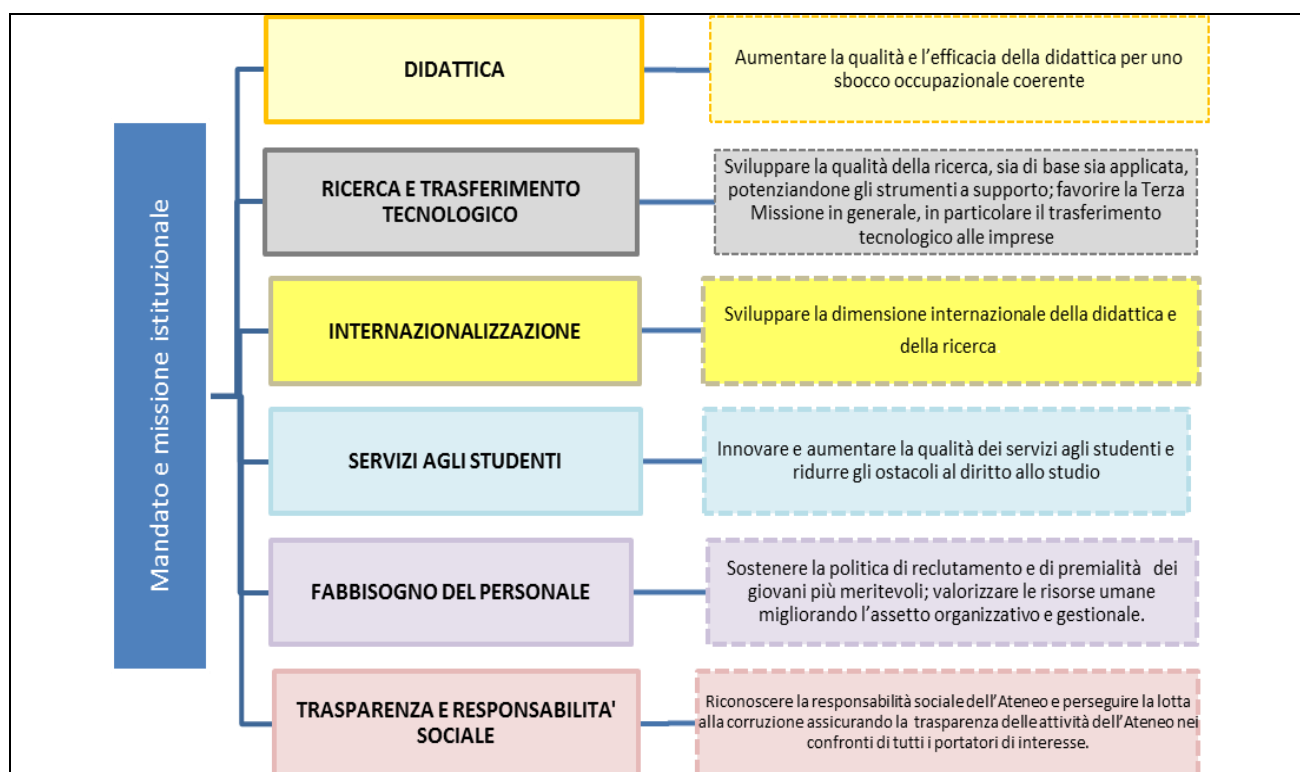 Mandato e missione istituzionale
DIDATTICA
Aumentare la qualità e l’efficacia della didattica per uno
sbocco occupazionale coerente
RICERCA E TRASFERIMENTO
TECNOLOGICO
Sviluppare la qualità della ricerca, sia di base sia applicata,
potenziandone gli strumenti a supporto; favorire la Terza
Missione in generale, in particolare il trasferimento
tecnologico alle imprese
INTERNAZIONALIZZAZIONE
Sviluppare la dimensione internazionale della didattica e
della ricerca
SERVIZI AGLI STUDENTI
Innovare e aumentare la qualità dei servizi agli studenti e
ridurre gli ostacoli al diritto allo studio
FABBISOGNO DEL PERSONALE
Sostenere la politica di reclutamento e di premialità dei
giovani più meritevoli; valorizzare le risorse umane
migliorando l’assetto organizzativo e gestionale.
TRASPARENZA E RESPONSABILITA'
SOCIALE
Riconoscere la responsabilità sociale dell’Ateneo e perseguire la lotta
alla corruzione assicurando la trasparenza delle attività dell’Ateneo nei
confronti di tutti i portatori di interesse.